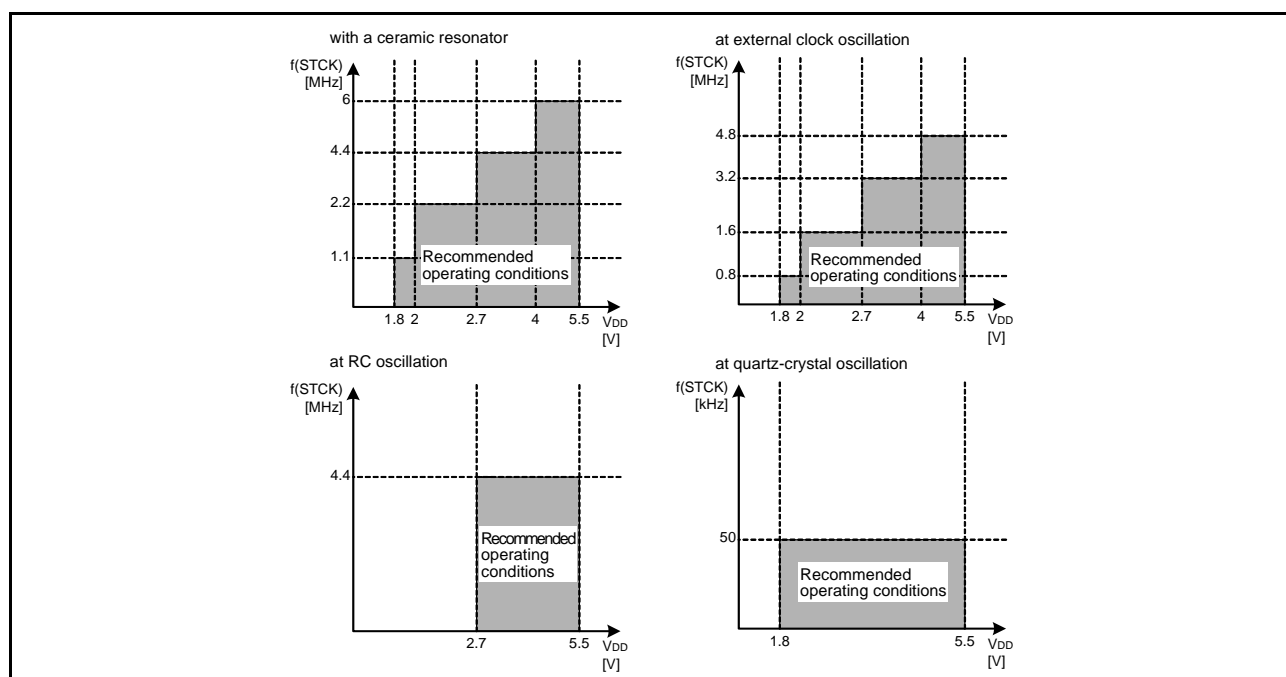 with a ceramic resonator
f(STCK)
[MHz]
6
4.4
2.2
1.1
Recommended
operating conditions
1.8 2 2.7 4 5.5 VDD
[V]
at external clock oscillation
f(STCK)
[MHz]
4.8
3.2
1.6
0.8
Recommended
operating conditions
1.8 2 2.7 4 5.5 VDD
[V]
at RC oscillation
f(STCK)
[MHz]
4.4
Recommended
operating
conditions
2.7 5.5 VDD
[V]
at quartz-crystal oscillation
f(STCK)
[kHz]
50
Recommended
operating conditions
1.8 5.5 VDD
[V]